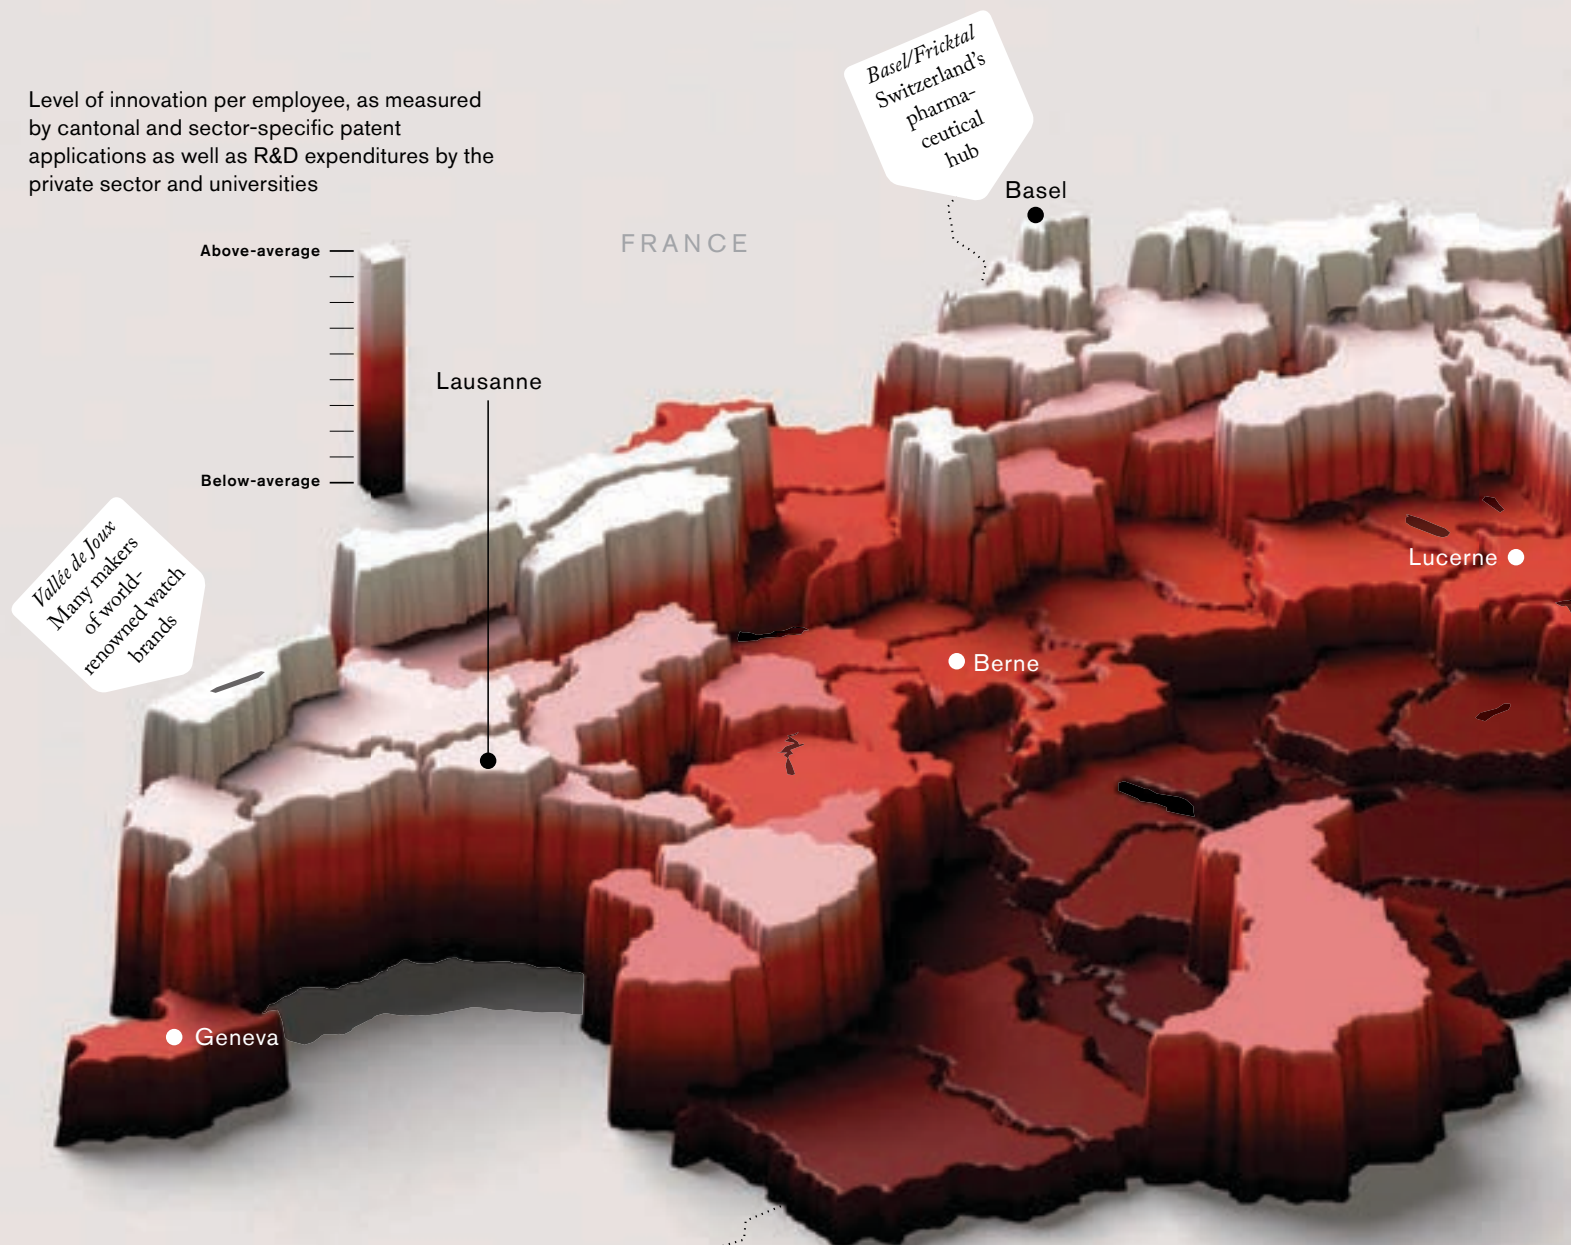 Level of innovation per employee, as measured
by cantonal and sector-specific patent
applications as well as R&D expenditures by the
private sector and universities
Basel/Fricktal
Switzerland's
pharma-
ceutical
hub
Basel
FRANCE
Above-average
Below-average
Lausanne
Vallée de Joux
Many makers
of world-
renowned watch
brands
Lucerne
Berne
Geneva